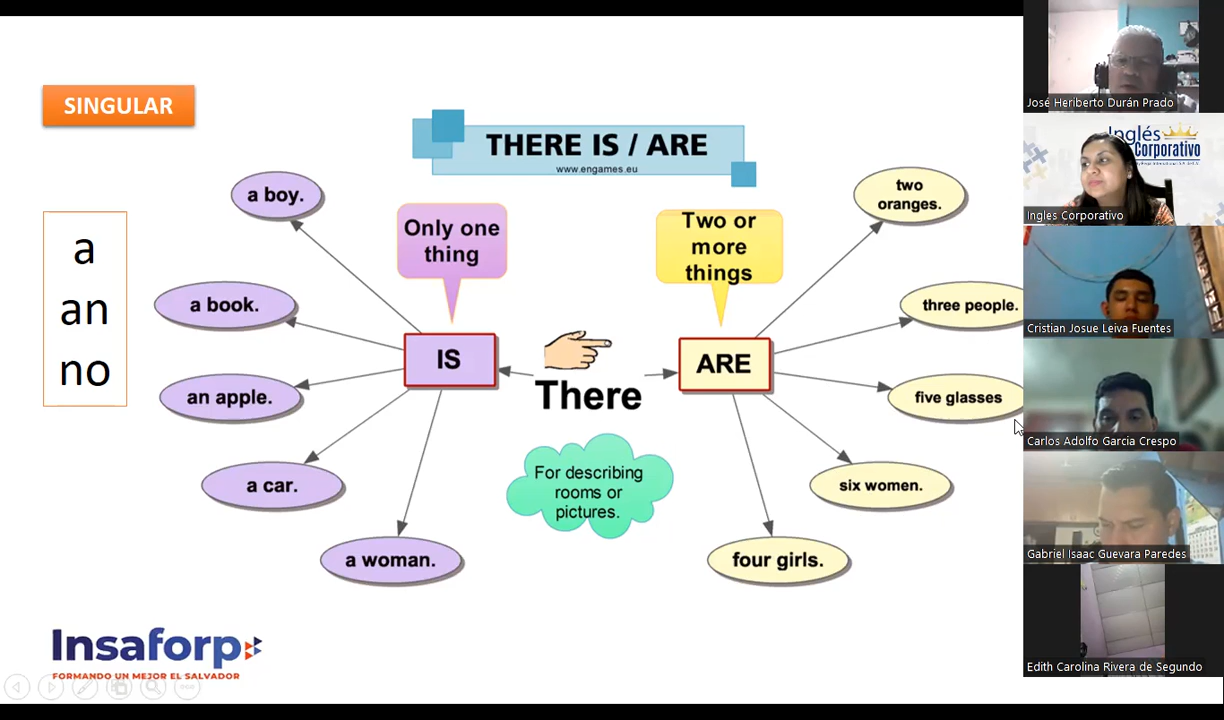 SINGULAR
a
an
no
THERE IS / ARE
www.engames.eu
Only one
thing
Two or
more
things
a boy.
a book.
an apple.
a car.
a woman.
IS
There
ARE
two
oranges.
three people.
five glasses
six women.
four girls.
For describing
rooms or
pictures.
Insaforp
FORMANDO UN MEJOR EL SALVADOR
José Heriberto Durán Prado
Inglés
Corporativo
Ingles Corporativo
Cristian Josue Leiva Fuentes
Carlos Adolfo Garcia Crespo
Gabriel Isaac Guevara Paredes
Edith Carolina Rivera de Segundo